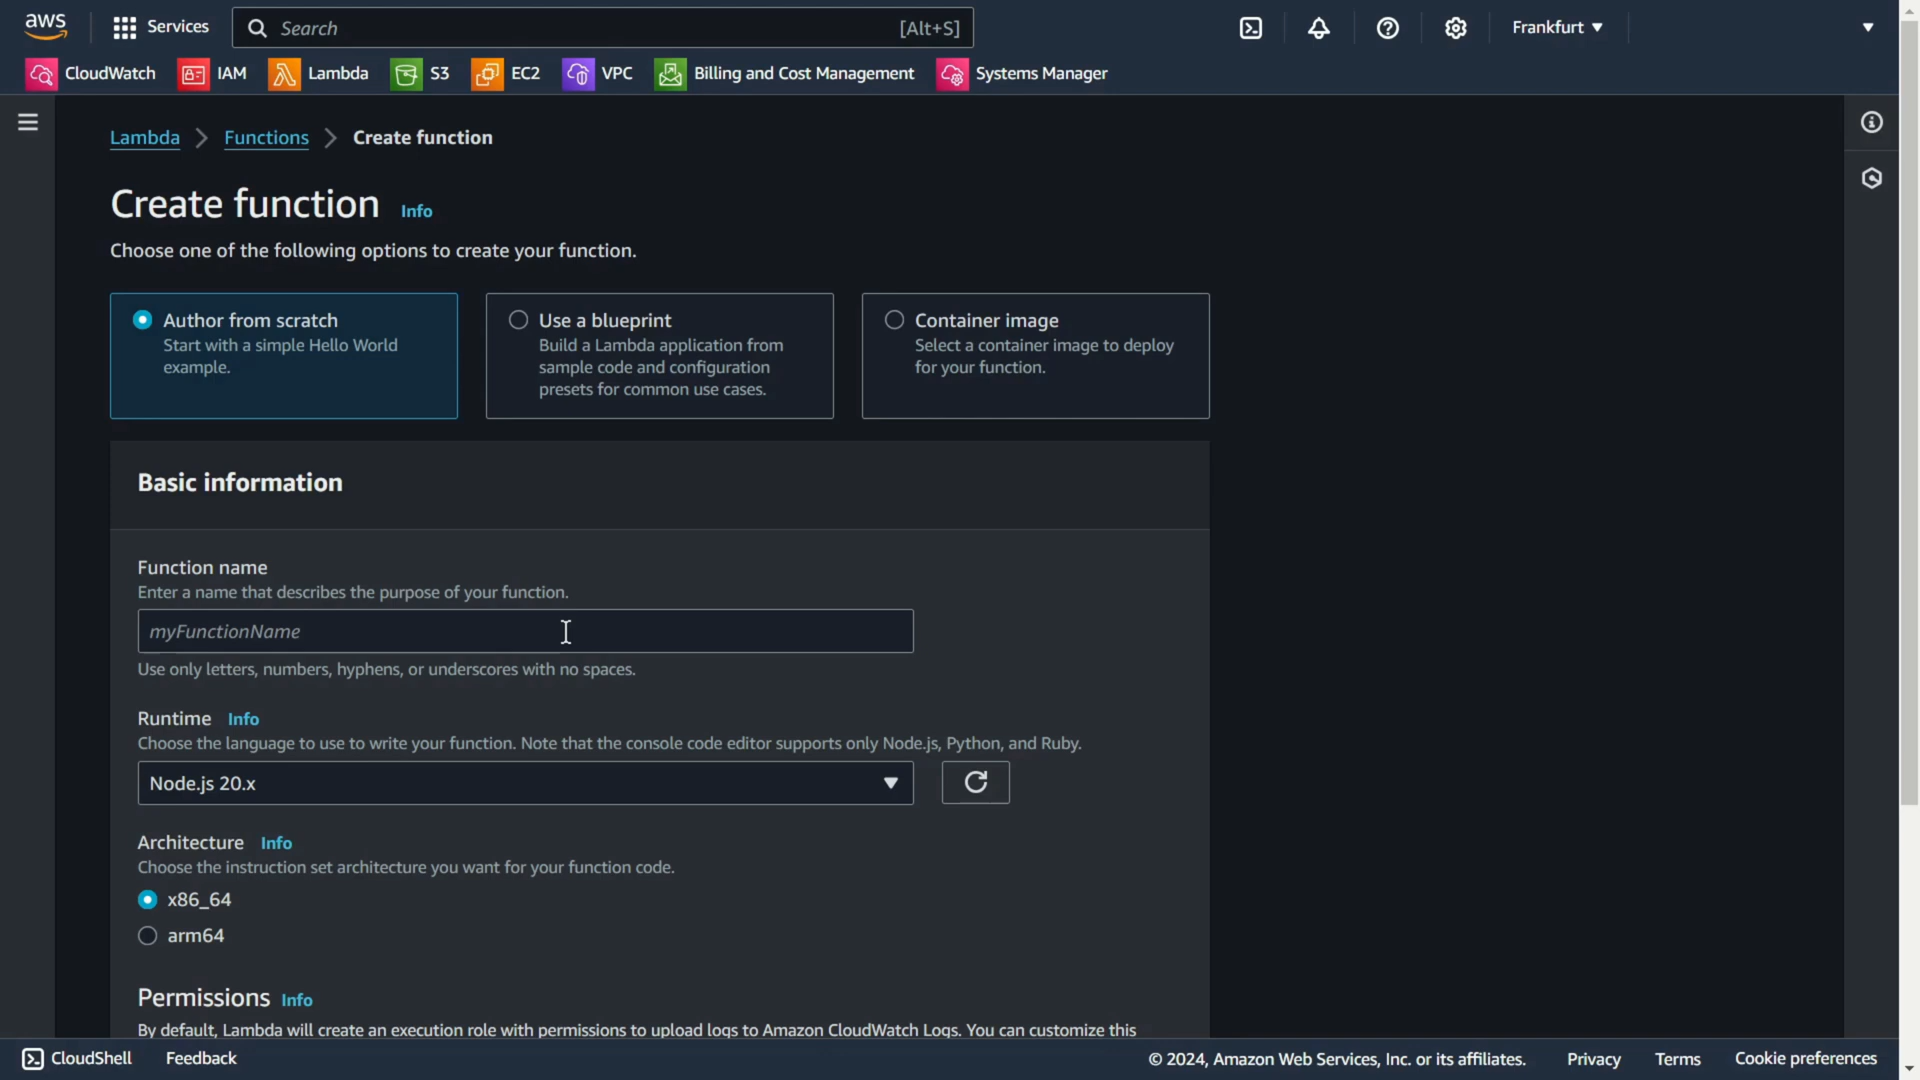 aws
Services
Search
[Alt+S]
Frankfurt
CloudWatch
IAM
Lambda
S3
EC2
VPC
Billing and Cost Management
Systems Manager
Lambda
Functions
Create function
Create function Info
Choose one of the following options to create your function.
Author from scratch
Start with a simple Hello World
example.
Use a blueprint
Build a Lambda application from
sample code and configuration
presets for common use cases.
Container image
Select a container image to deploy
for your function.
Basic information
Function name
Enter a name that describes the purpose of your function.
myFunctionName
Use only letters, numbers, hyphens, or underscores with no spaces.
Runtime Info
Choose the language to use to write your function. Note that the console code editor supports only Node.js, Python, and Ruby.
Node.js 20.x
Architecture Info
Choose the instruction set architecture you want for your function code.
x86_64
arm64
Permissions Info
By default, Lambda will create an execution role with permissions to upload logs to Amazon CloudWatch Logs. You can customize this
CloudShell
Feedback
© 2024, Amazon Web Services, Inc. or its affiliates.
Privacy
Terms
Cookie preferences